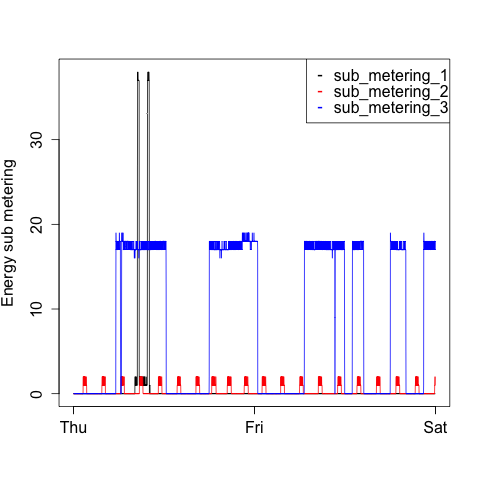 sub_metering_1
sub_metering_2
sub_metering_3
Energy sub metering
30
20
10
0
Thu Fri Sat